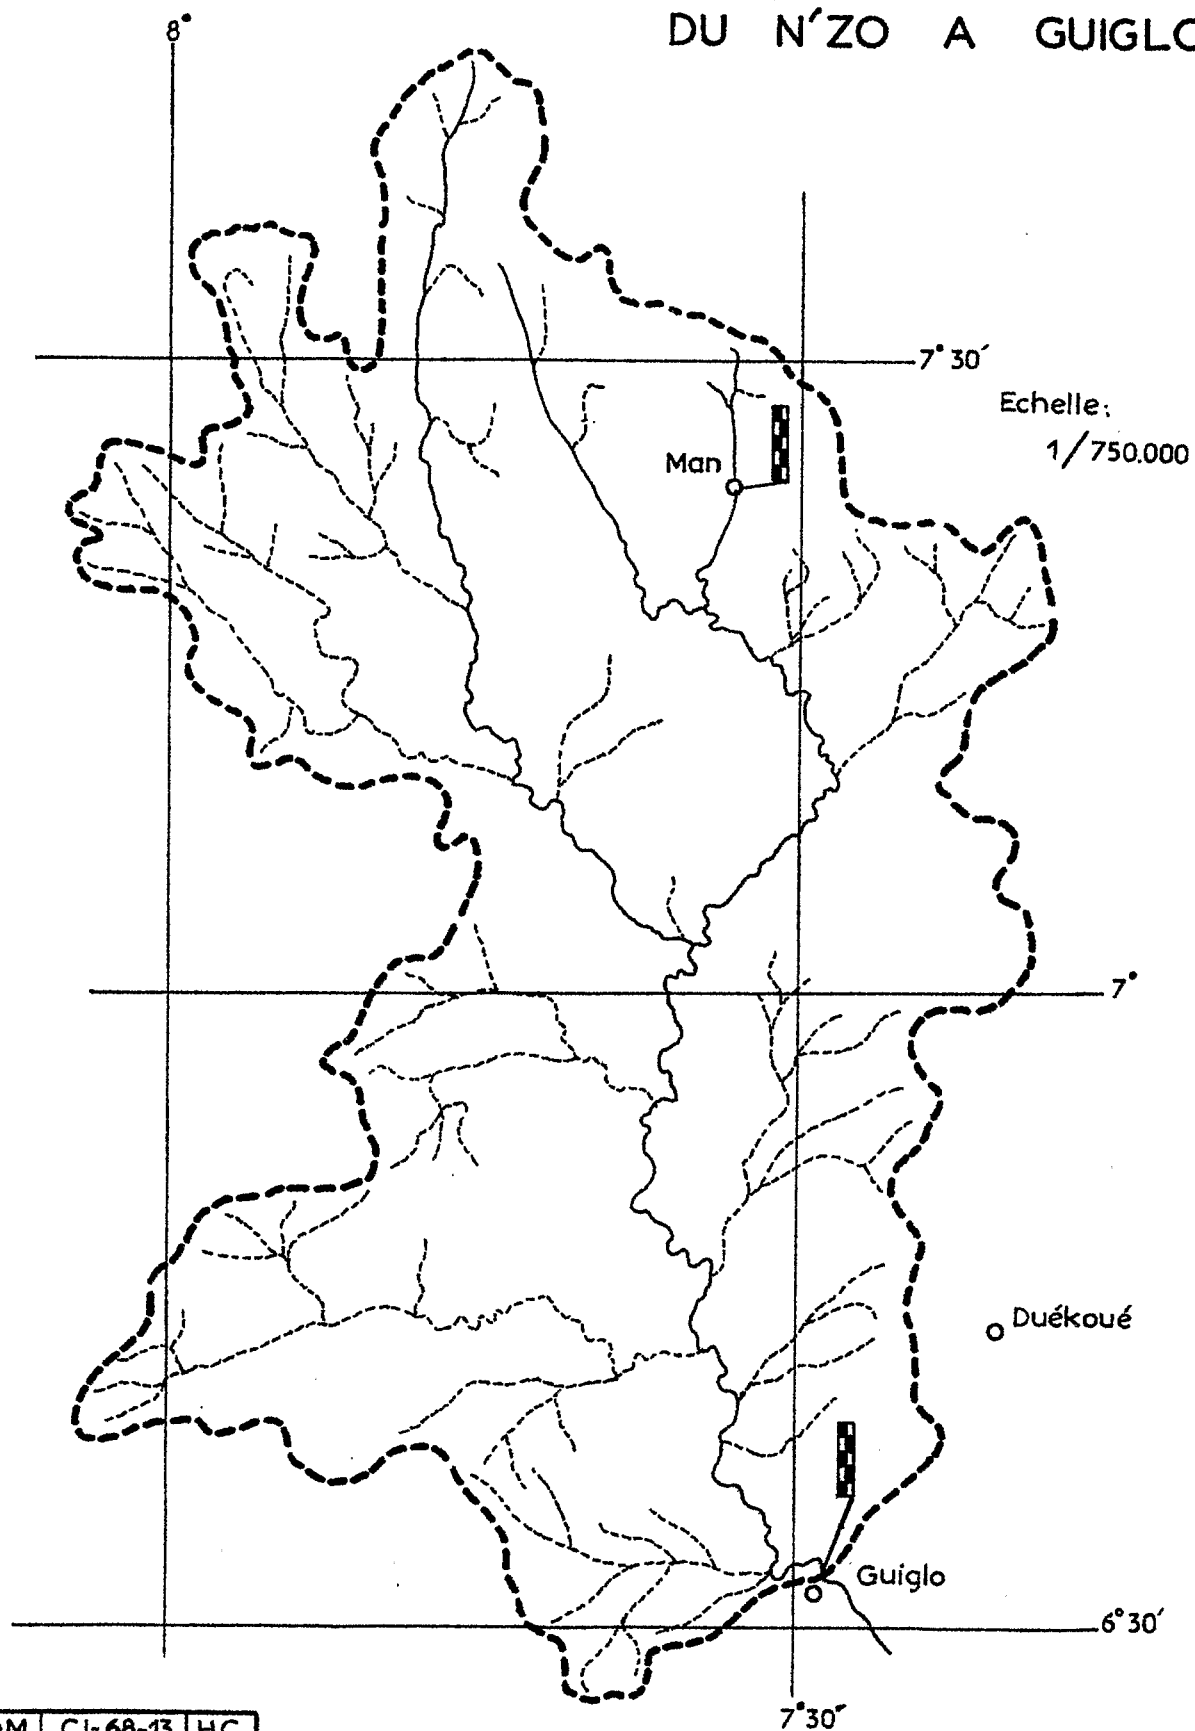 DU N'ZO A GUIGLO
8°
7° 30'
Echelle:
1/750.000
Man
7°
Duékoué
Guiglo
6° 30'
7° 30'
CI-68-13 HC